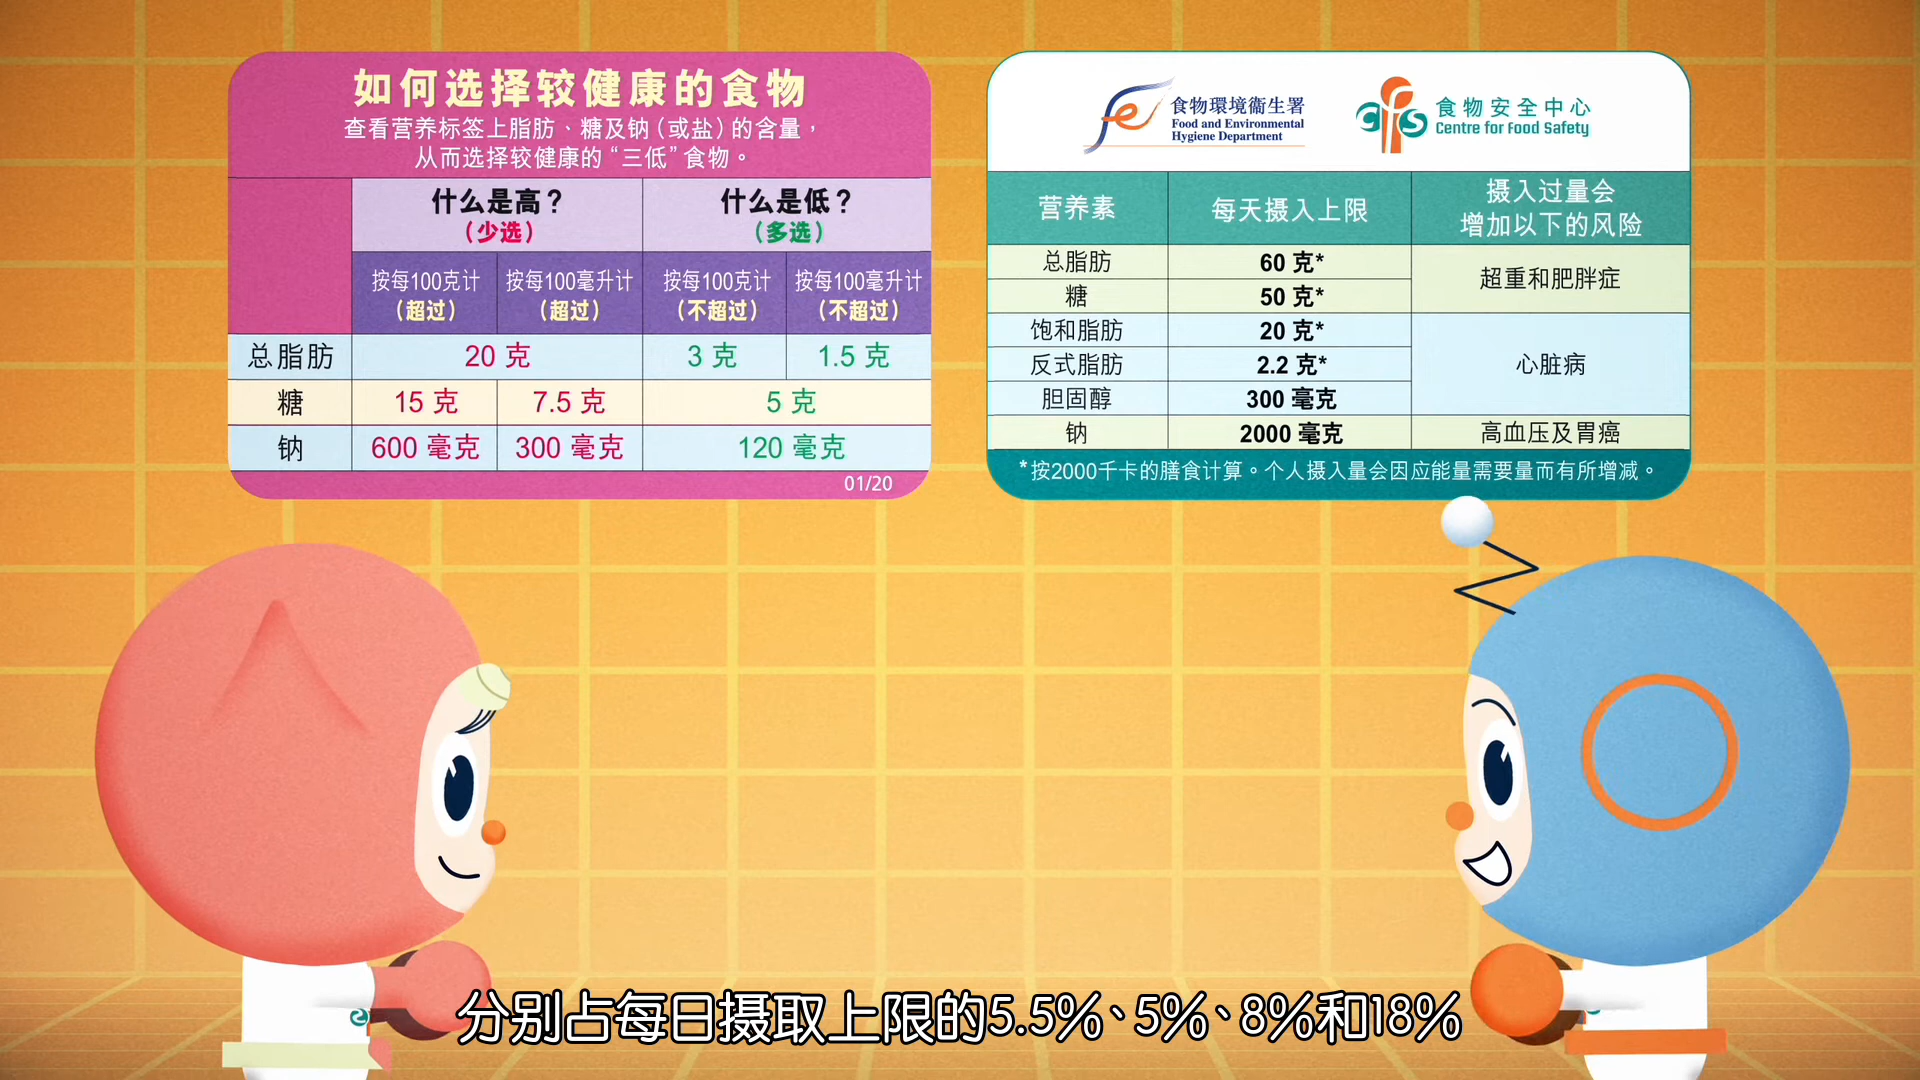 如何选择较健康的食物
查看营养标签上脂肪、糖及钠（或盐）的含量，
从而选择较健康的“三低”食物。
什么是高？
（少选）
什么是低？
（多选）
按每100克计
（超过）
按每100毫升计
（超过）
按每100克计
（不超过）
按每100毫升计
（不超过）
总脂肪 20 克 3 克 1.5 克
糖 15 克 7.5 克 5 克
钠 600 毫克 300 毫克 120 毫克
01/20
食物環境衞生署
Food and Environmental
Hygiene Department
cfs
食物安全中心
Centre for Food Safety
营养素 每天摄入上限
摄入过量会
增加以下的风险
总脂肪 60 克*
糖 50 克*
超重和肥胖症
饱和脂肪 20 克*
反式脂肪 2.2 克*
胆固醇 300 毫克
心脏病
钠 2000 毫克 高血压及胃癌
*按2000千卡的膳食计算。个人摄入量会因应能量需要量而有所增减。
分别占每日摄取上限的5.5%、5%、8%和18%